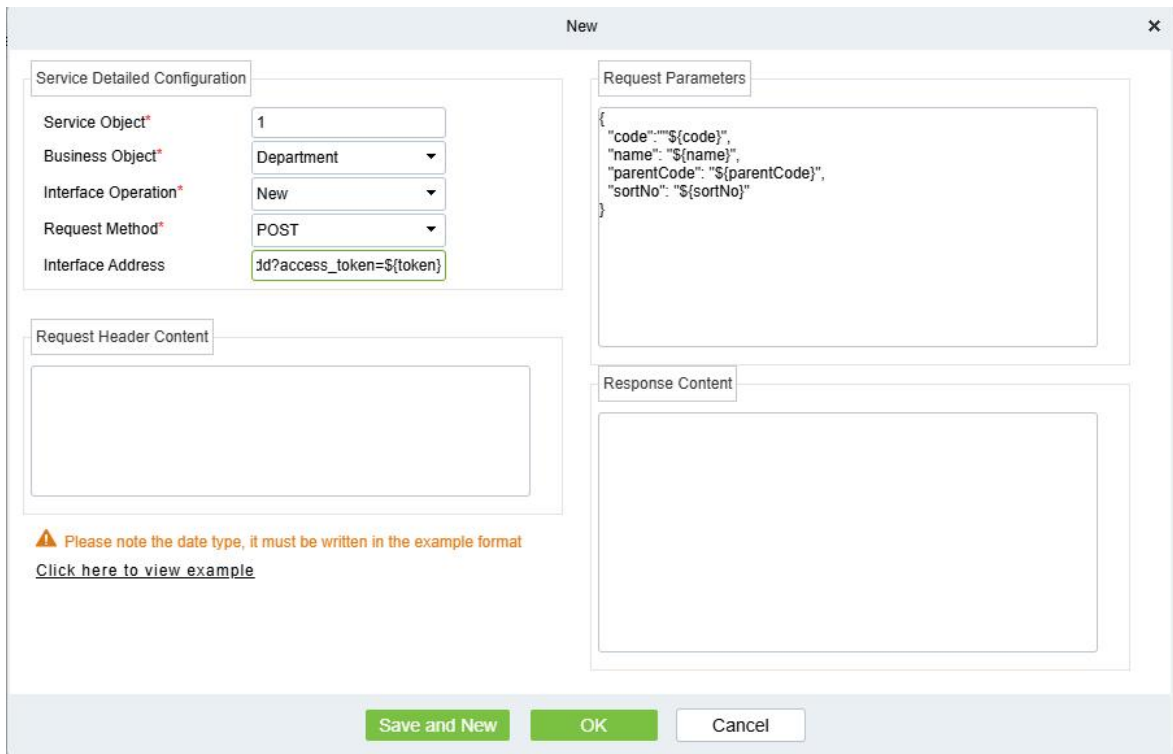 New
Service Detailed Configuration
Service Object*
1
Business Object*
Department
Interface Operation*
New
Request Method*
POST
Interface Address
dd?access_token=${token}
Request Header Content
Please note the date type, it must be written in the example format
Click here to view example
Request Parameters
{
"code":""${code}",
"name": "${name}",
"parentCode": "${parentCode}",
"sortNo": "${sortNo}"
}
Response Content
Save and New
OK
Cancel